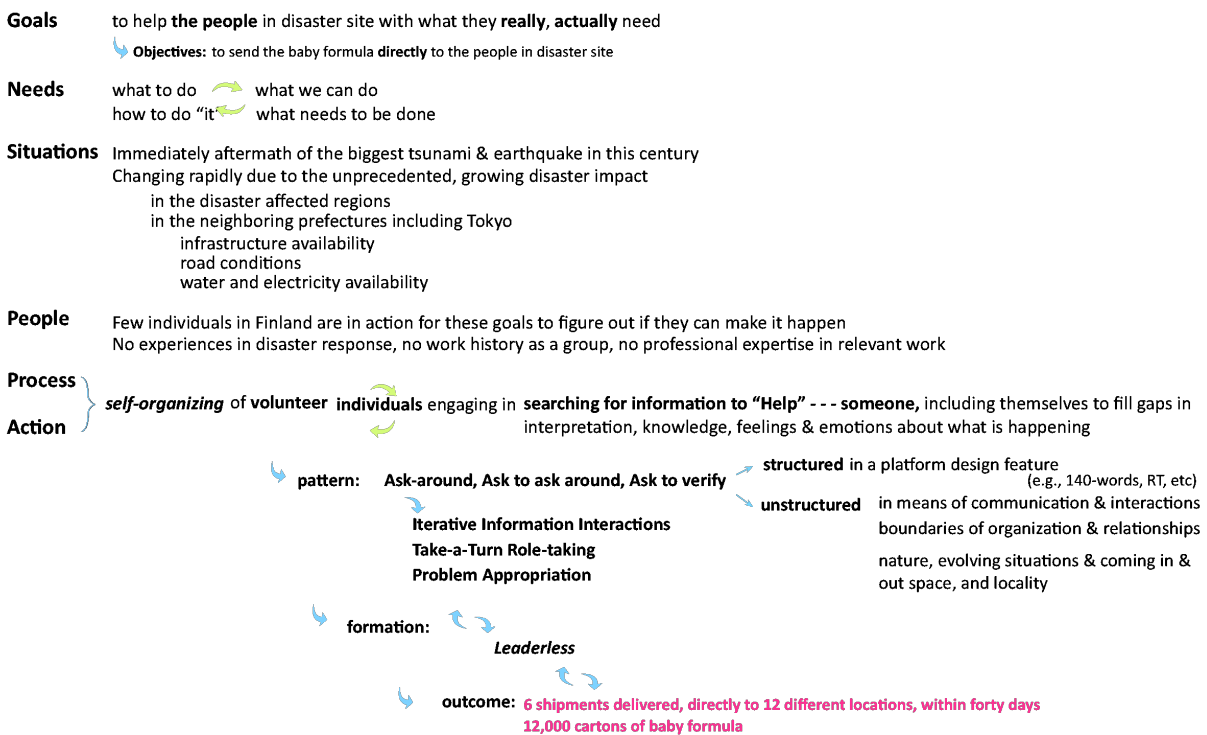 Goals to help the people in disaster site with what they really, actually need
Objectives: to send the baby formula directly to the people in disaster site
Needs what to do what we can do
how to do “it” what needs to be done
Situations Immediately aftermath of the biggest tsunami & earthquake in this century
Changing rapidly due to the unprecedented, growing disaster impact
in the disaster affected regions
in the neighboring prefectures including Tokyo
infrastructure availability
road conditions
water and electricity availability
People Few individuals in Finland are in action for these goals to figure out if they can make it happen
No experiences in disaster response, no work history as a group, no professional expertise in relevant work
Process
Action
self-organizing of volunteer individuals engaging in searching for information to “Help” - - - someone, including themselves to fill gaps in
interpretation, knowledge, feelings & emotions about what is happening
pattern: Ask-around, Ask to ask around, Ask to verify
structured in a platform design feature
(e.g., 140-words, RT, etc)
unstructured in means of communication & interactions
boundaries of organization & relationships
nature, evolving situations & coming in &
out space, and locality
Iterative Information Interactions
Take-a-Turn Role-taking
Problem Appropriation
formation:
Leaderless
outcome: 6 shipments delivered, directly to 12 different locations, within forty days
12,000 cartons of baby formula